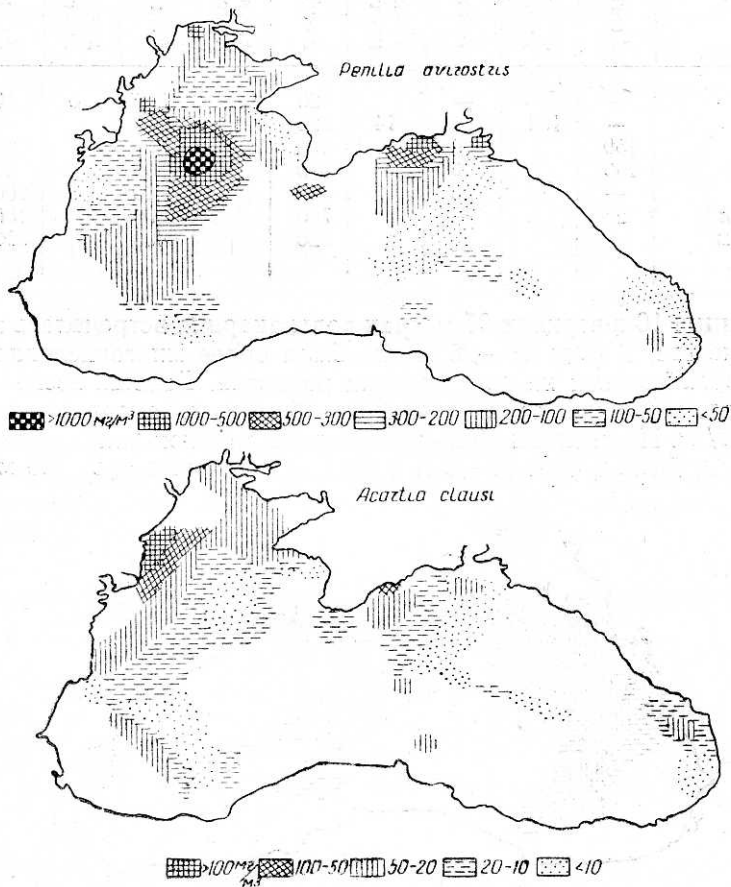 Penilia avirostris
>1000 мг/м³ 1000-500 500-300 300-200 200-100 100-50 <50
Acartia clausi
>100 мг/м³ 100-50 50-20 20-10 <10